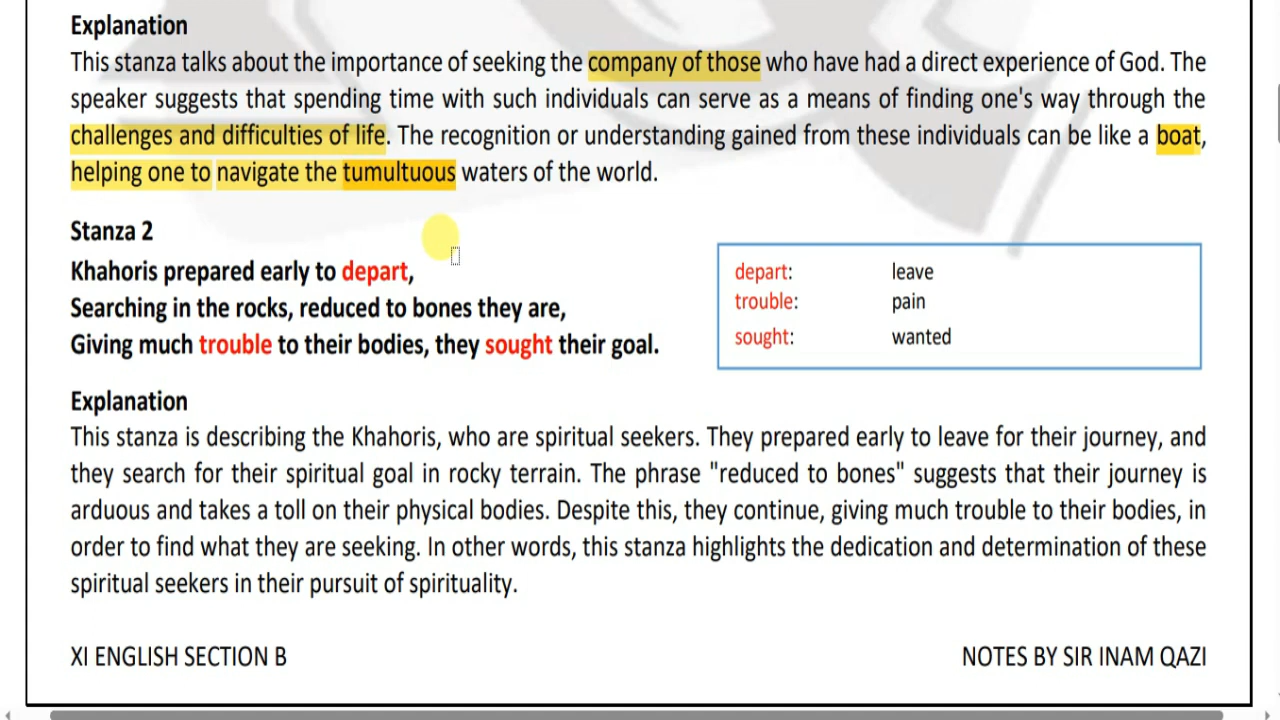 Explanation
This stanza talks about the importance of seeking the company of those who have had a direct experience of God. The
speaker suggests that spending time with such individuals can serve as a means of finding one's way through the
challenges and difficulties of life. The recognition or understanding gained from these individuals can be like a boat,
helping one to navigate the tumultuous waters of the world.
Stanza 2
Khahoris prepared early to depart,
Searching in the rocks, reduced to bones they are,
Giving much trouble to their bodies, they sought their goal.
depart: leave
trouble: pain
sought: wanted
Explanation
This stanza is describing the Khahoris, who are spiritual seekers. They prepared early to leave for their journey, and
they search for their spiritual goal in rocky terrain. The phrase "reduced to bones" suggests that their journey is
arduous and takes a toll on their physical bodies. Despite this, they continue, giving much trouble to their bodies, in
order to find what they are seeking. In other words, this stanza highlights the dedication and determination of these
spiritual seekers in their pursuit of spirituality.
XI ENGLISH SECTION B
NOTES BY SIR INAM QAZI